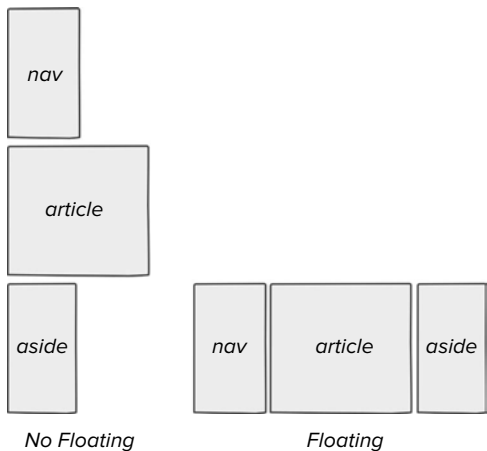 nav
article
aside
nav article aside
No Floating Floating